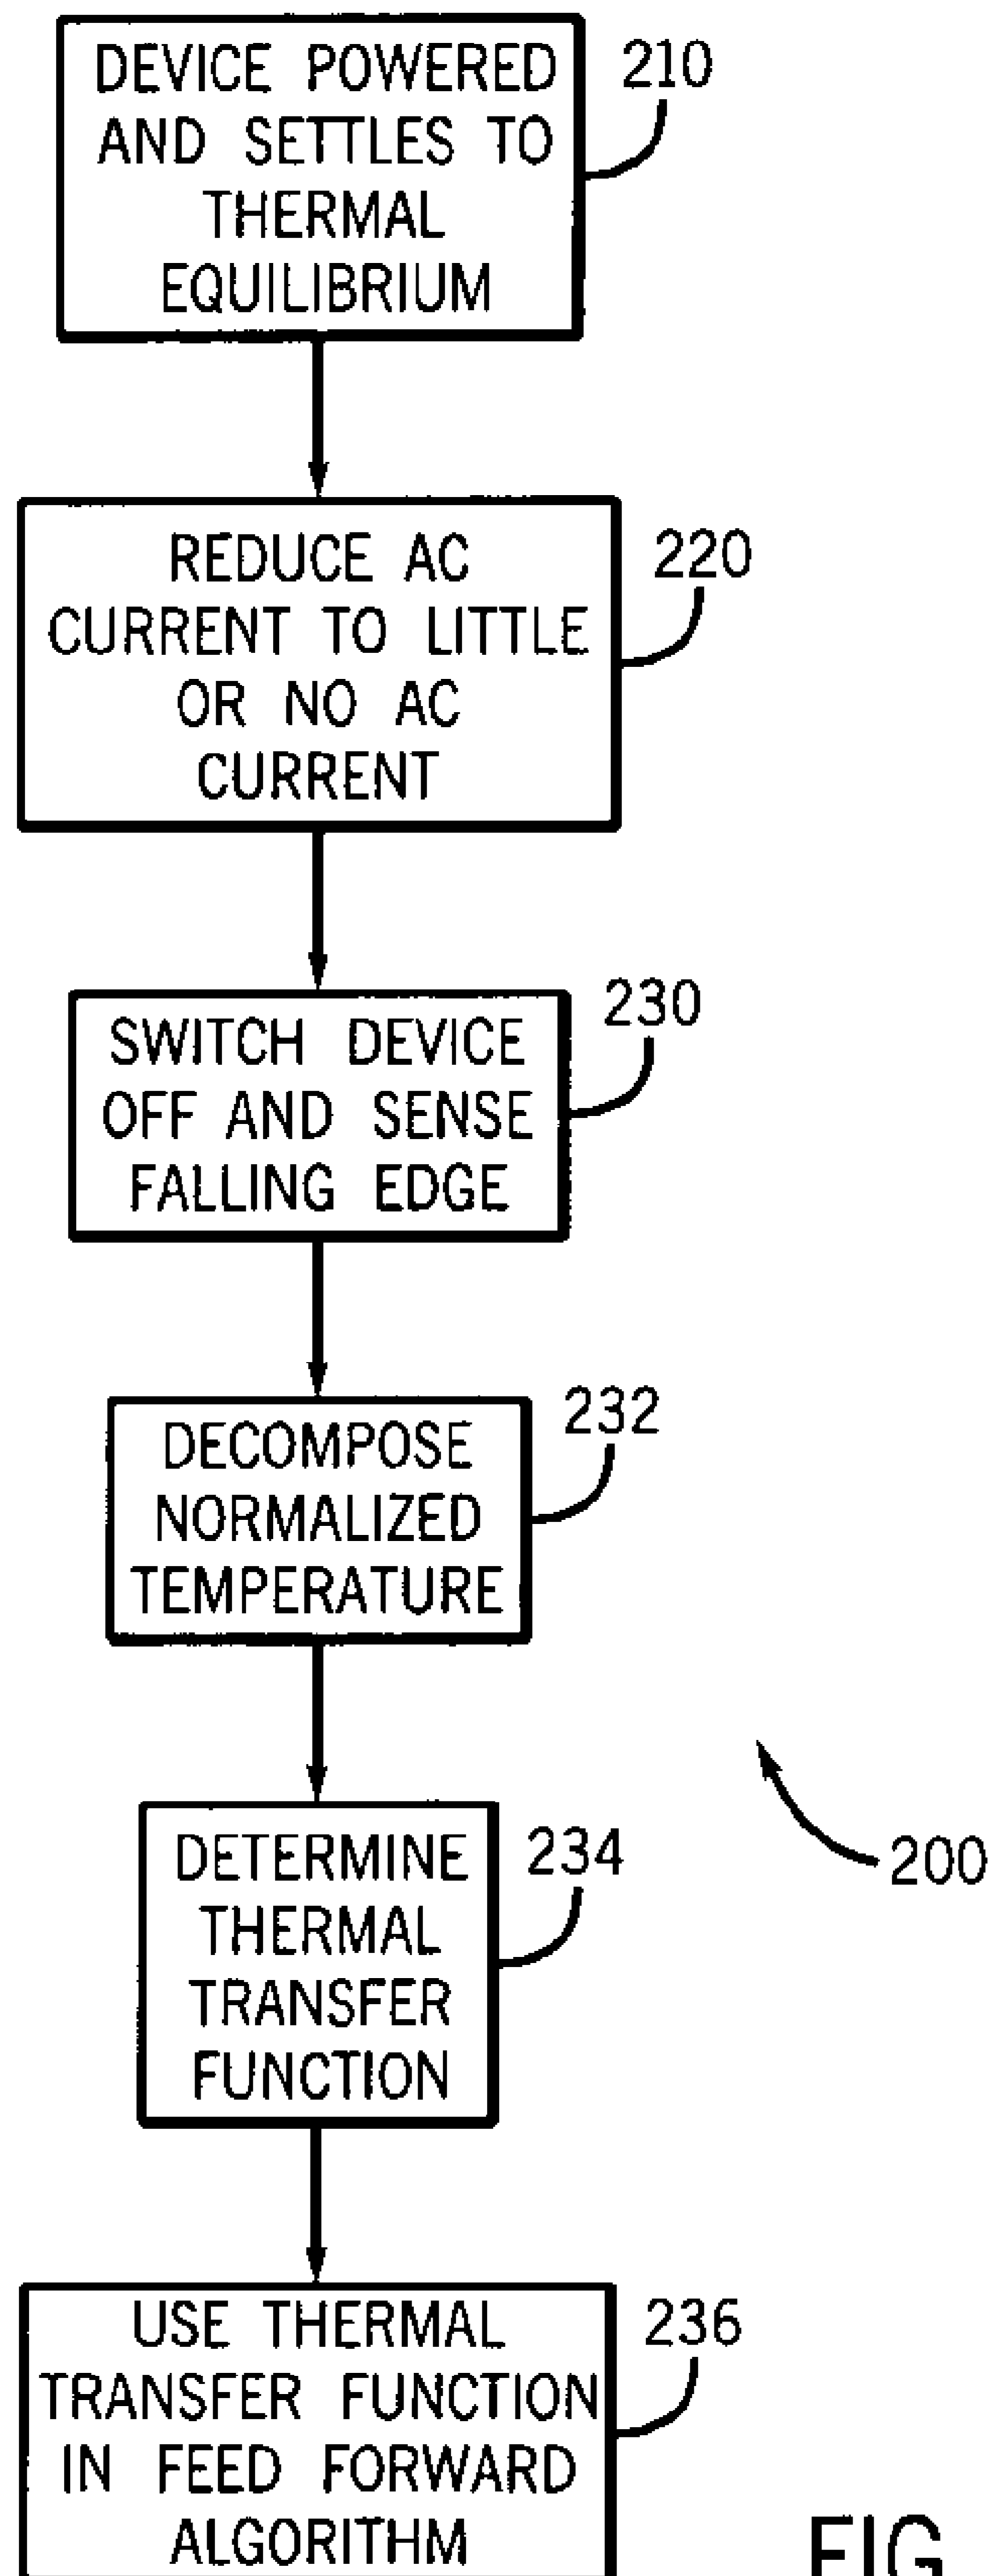 DEVICE POWERED
AND SETTLES TO
THERMAL
EQUILIBRIUM
210
REDUCE AC
CURRENT TO LITTLE
OR NO AC
CURRENT
220
SWITCH DEVICE
OFF AND SENSE
FALLING EDGE
230
DECOMPOSE
NORMALIZED
TEMPERATURE
232
DETERMINE
THERMAL
TRANSFER
FUNCTION
234
200
USE THERMAL
TRANSFER FUNCTION
IN FEED FORWARD
ALGORITHM
236
FIG